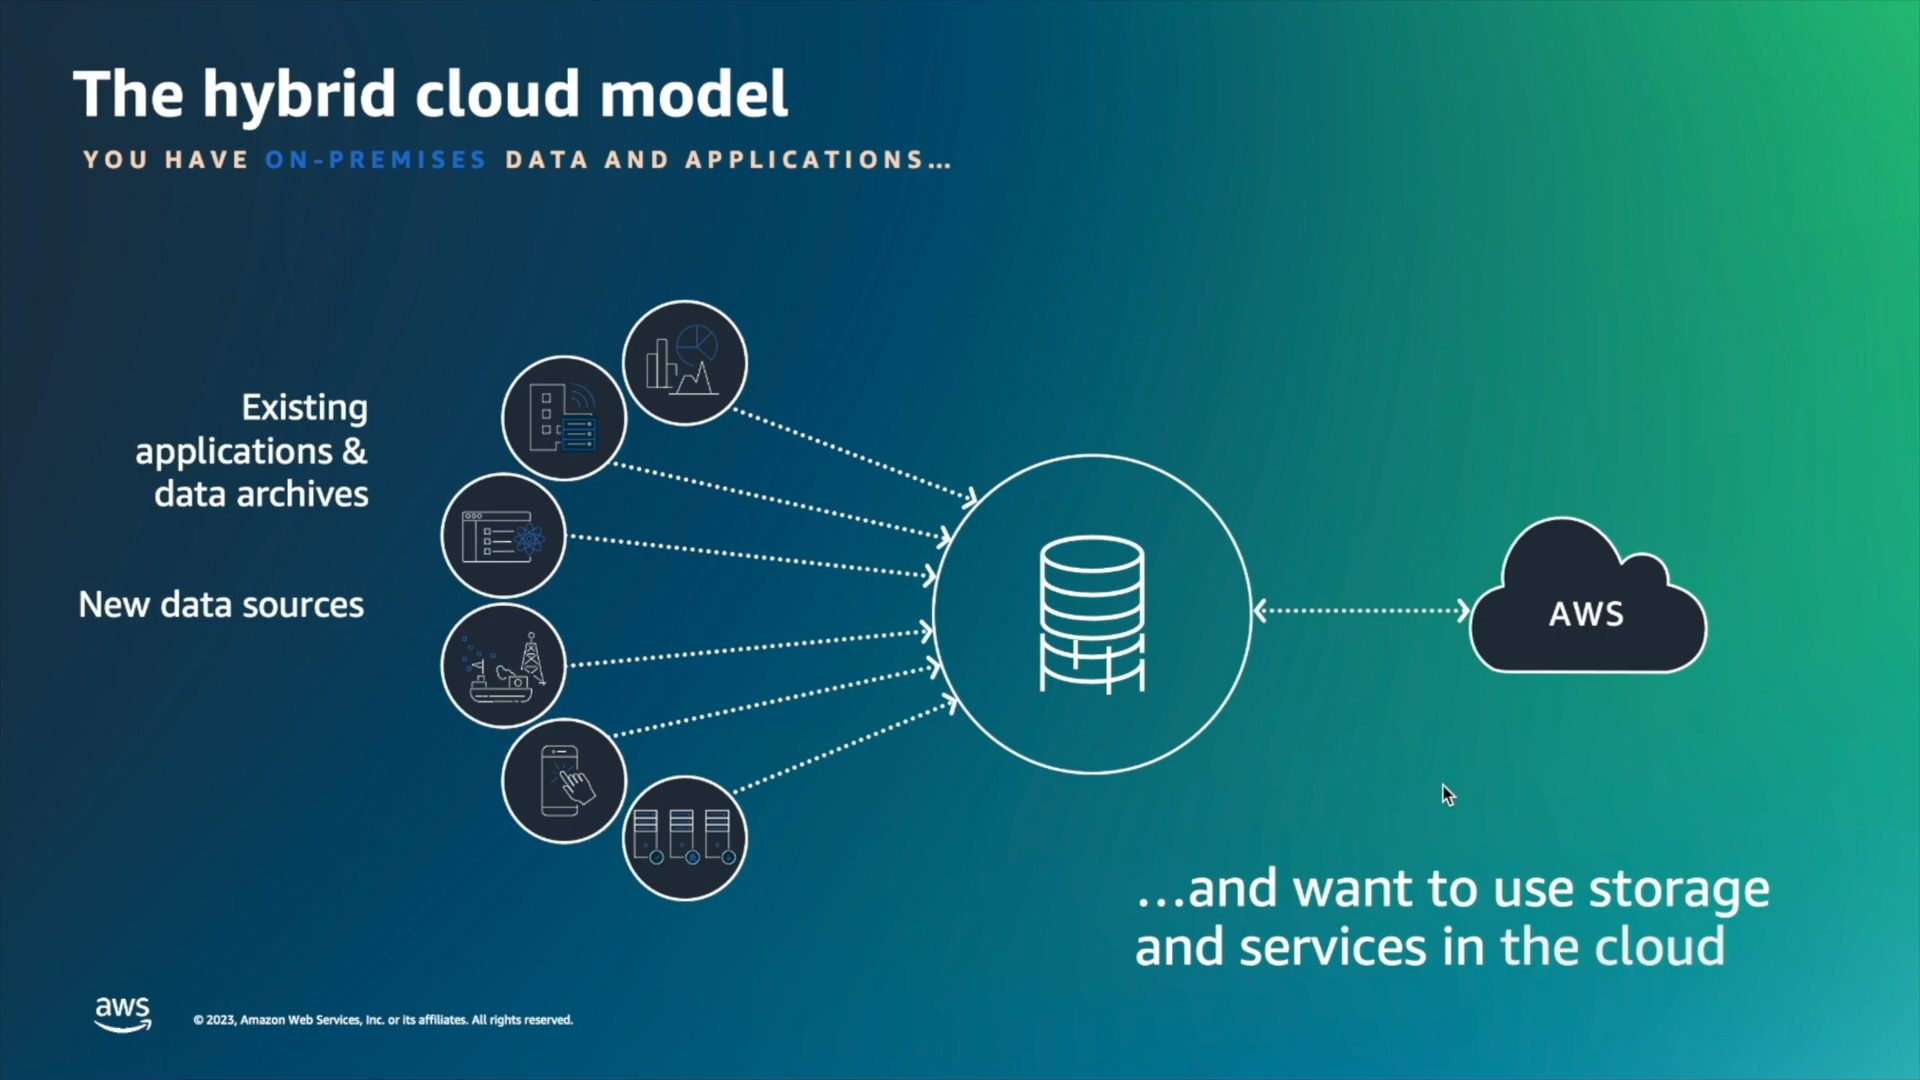 The hybrid cloud model
YOU HAVE ON-PREMISES DATA AND APPLICATIONS...
Existing
applications &
data archives
New data sources
AWS
...and want to use storage
and services in the cloud
aws
© 2023, Amazon Web Services, Inc. or its affiliates. All rights reserved.